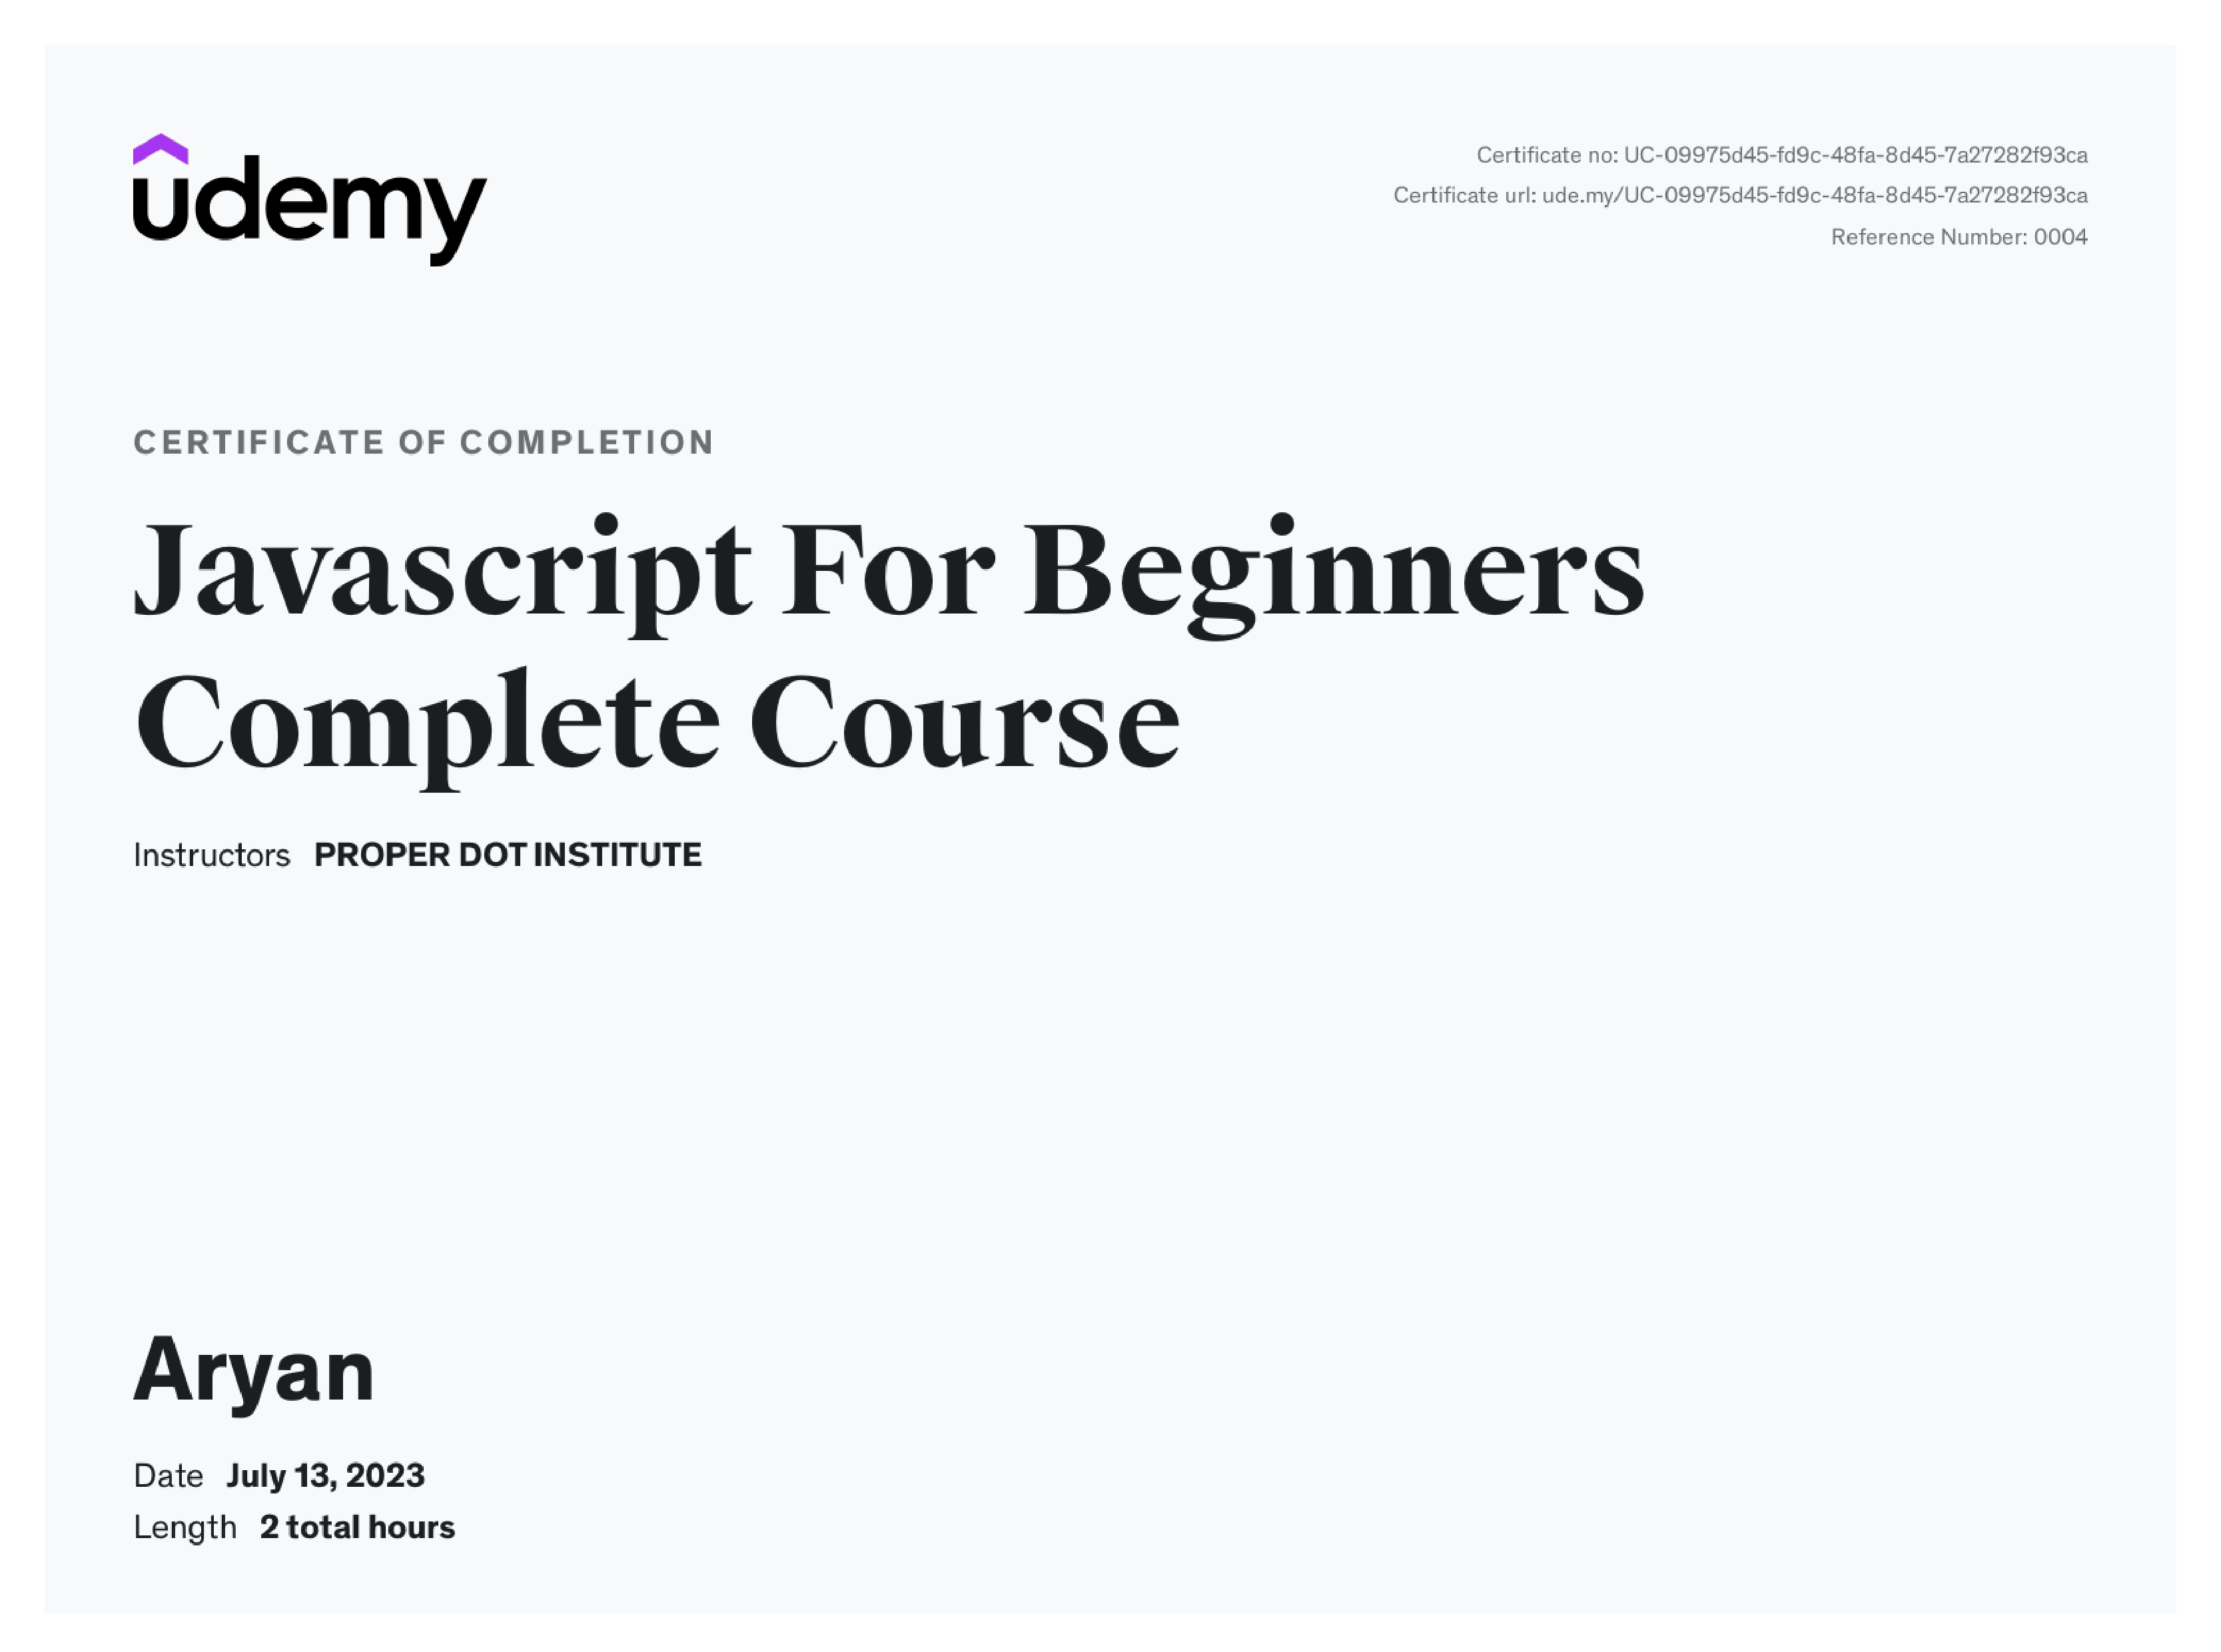 udemy
Certificate no: UC-09975d45-fd9c-48fa-8d45-7a27282f93ca
Certificate url: ude.my/UC-09975d45-fd9c-48fa-8d45-7a27282f93ca
Reference Number: 0004
CERTIFICATE OF COMPLETION
Javascript For Beginners
Complete Course
Instructors PROPER DOT INSTITUTE
Aryan
Date July 13, 2023
Length 2 total hours